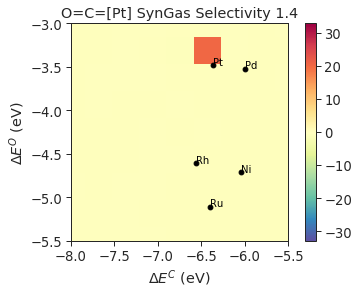 O=C=[Pt] SynGas Selectivity 1.4
−3.0
−3.5
−4.0
−4.5
−5.0
−5.5
ΔE^O (eV)
Pt
Pd
Rh
Ni
Ru
−8.0 −7.5 −7.0 −6.5 −6.0 −5.5
ΔE^C (eV)
30
20
10
0
−10
−20
−30